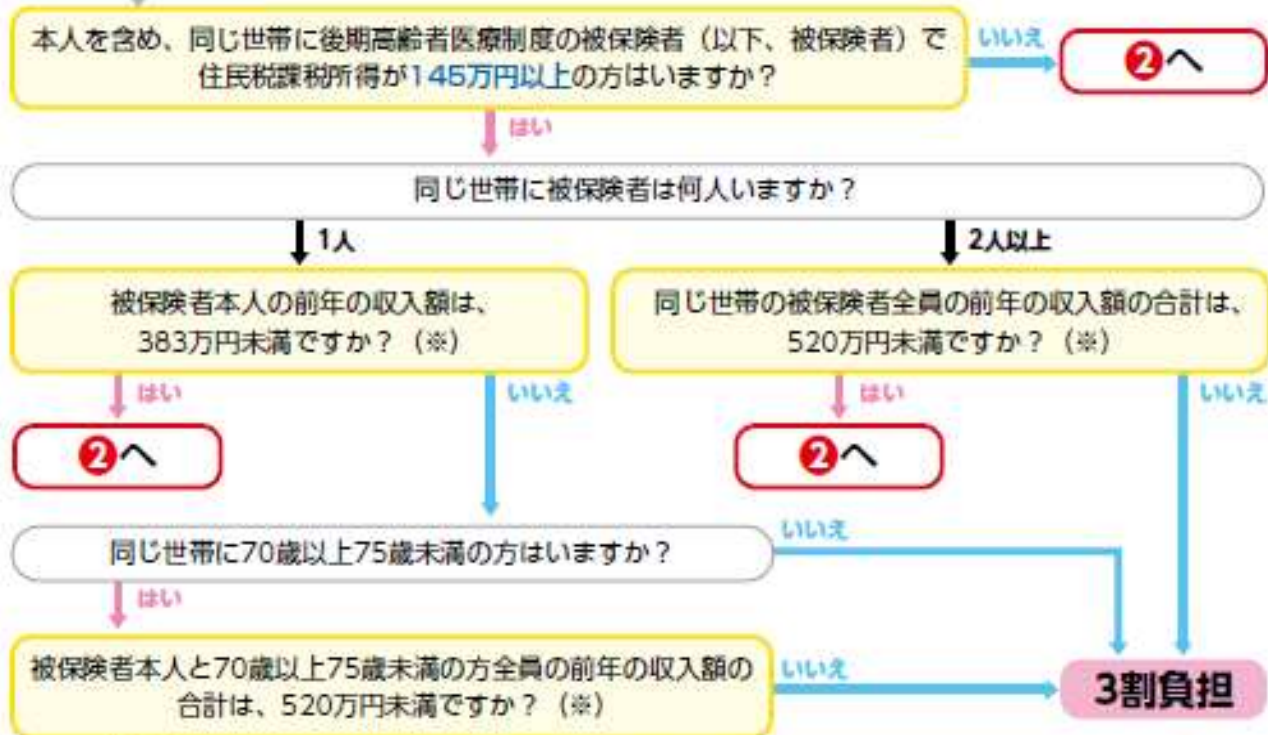 本人を含め、同じ世帯に後期高齢者医療制度の被保険者（以下、被保険者）で
住民税課税所得が145万円以上の方はいますか？
いいえ
❷へ
はい
同じ世帯に被保険者は何人いますか？
1人
2人以上
被保険者本人の前年の収入額は、
383万円未満ですか？（※）
同じ世帯の被保険者全員の前年の収入額の合計は、
520万円未満ですか？（※）
はい
いいえ
はい
いいえ
❷へ
❷へ
同じ世帯に70歳以上75歳未満の方はいますか？
いいえ
はい
被保険者本人と70歳以上75歳未満の方全員の前年の収入額の
合計は、520万円未満ですか？（※）
いいえ
3割負担